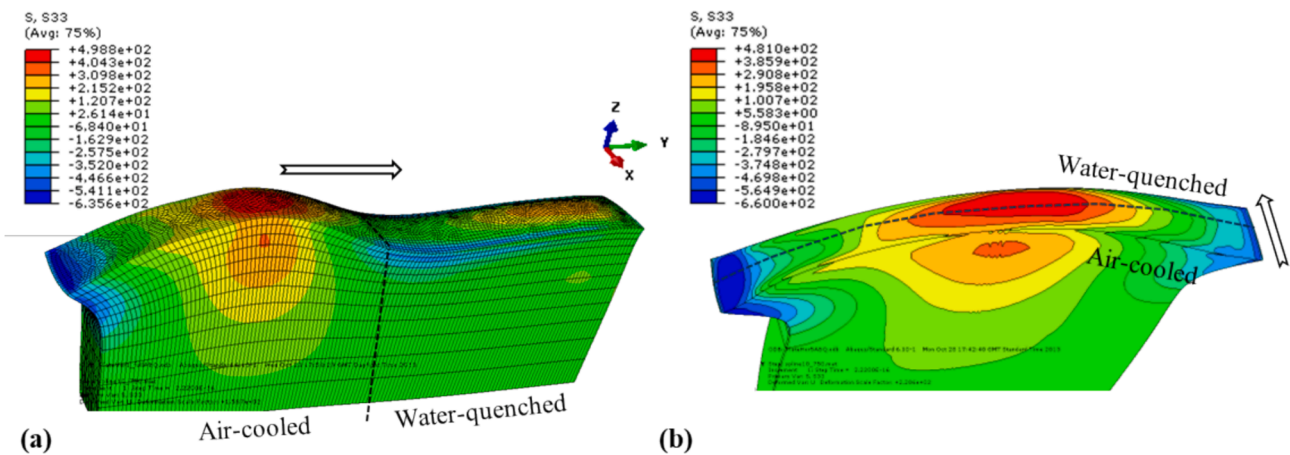 S, S33
(Avg: 75%)
+4.988e+02
+4.043e+02
+3.098e+02
+2.152e+02
+1.207e+02
+2.614e+01
-6.840e+01
-1.629e+02
-2.575e+02
-3.520e+02
-4.466e+02
-5.411e+02
-6.356e+02
Z
Y
X
Air-cooled
Water-quenched
(a)
S, S33
(Avg: 75%)
+4.810e+02
+3.859e+02
+2.908e+02
+1.958e+02
+1.007e+02
+5.583e+00
-8.950e+01
-1.846e+02
-2.797e+02
-3.748e+02
-4.698e+02
-5.649e+02
-6.600e+02
Water-quenched
Air-cooled
(b)